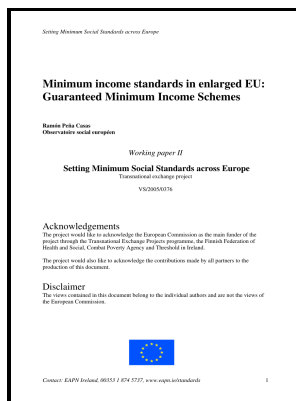 Setting Minimum Social Standards across Europe
Minimum income standards in enlarged EU:
Guaranteed Minimum Income Schemes
Ramón Peña Casas
Observatoire social européen
Working paper II
Setting Minimum Social Standards across Europe
Transnational exchange project
VS/2005/0376
Acknowledgements
The project would like to acknowledge the European Commission as the main funder of the
project through the Transnational Exchange Projects programme, the Finnish Federation of
Health and Social, Combat Poverty Agency and Threshold in Ireland.
The project would also like to acknowledge the contributions made by all partners to the
production of this document.
Disclaimer
The views contained in this document belong to the individual authors and are not the views of
the European Commission.
Contact: EAPN Ireland, 00353 1 874 5737, www.eapn.ie/standards 1